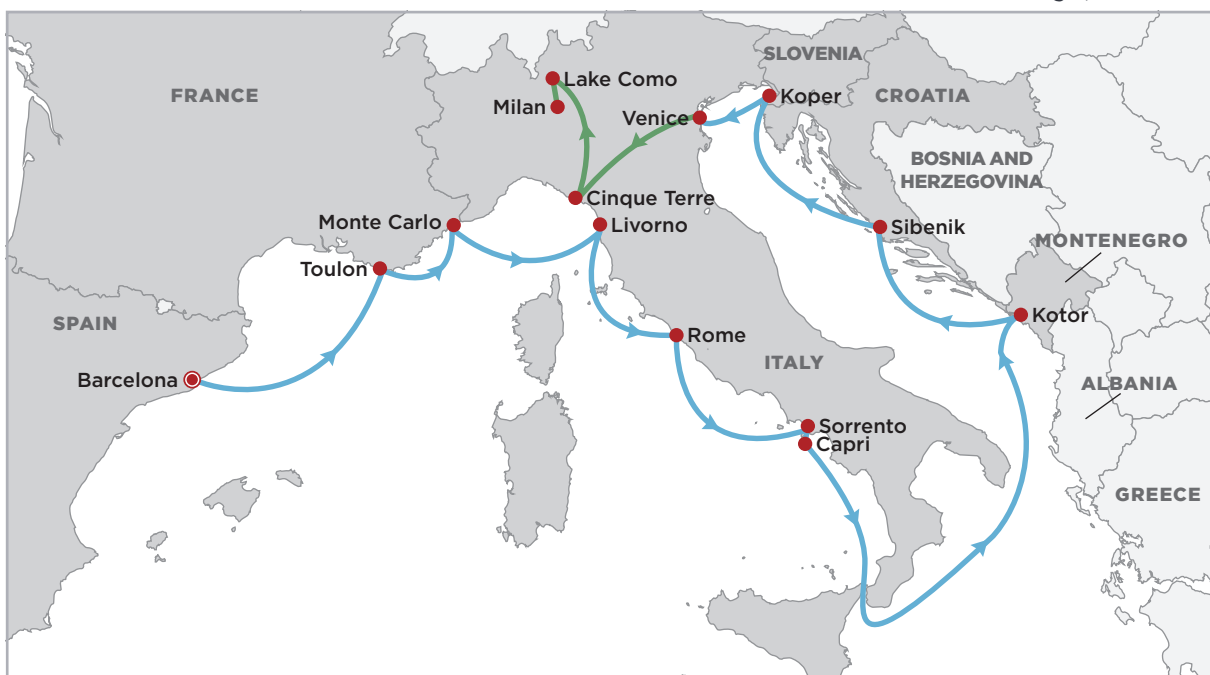 SLOVENIA
Lake Como
FRANCE
Milan
Venice
Koper
CROATIA
BOSNIA AND
HERZEGOVINA
Cinque Terre
Monte Carlo
Livorno
Sibenik
MONTENEGRO
Toulon
SPAIN
Rome
Kotor
ITALY
Barcelona
ALBANIA
Sorrento
Capri
GREECE